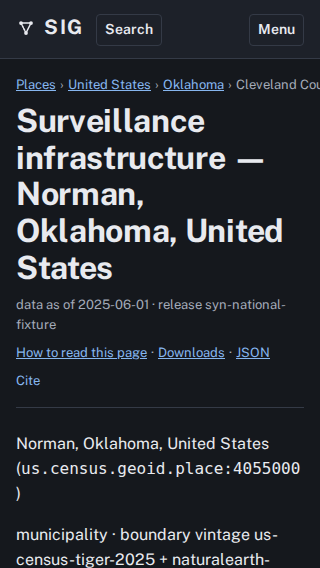 SIG Search Menu
Places › United States › Oklahoma › Cleveland Cou
Surveillance
infrastructure —
Norman,
Oklahoma, United
States
data as of 2025-06-01 · release syn-national-
fixture
How to read this page · Downloads · JSON
Cite
Norman, Oklahoma, United States
(us.census.geoid.place:4055000
)
municipality · boundary vintage us-
census-tiger-2025 + naturalearth-